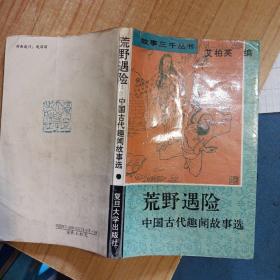 故事三千丛书
艾柏英 编
荒野遇险
中国古代趣闻故事选
荒野遇险
中国古代趣闻故事选
复旦大学出版社